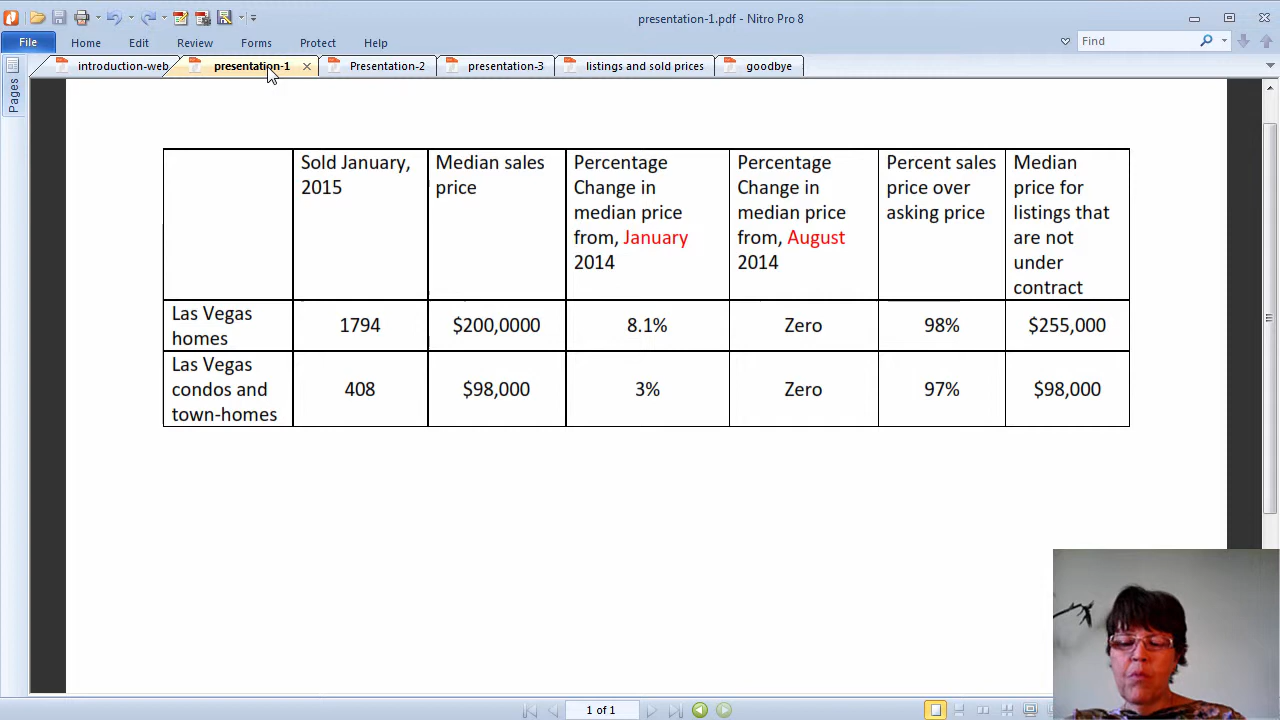 presentation-1.pdf - Nitro Pro 8
File Home Edit Review Forms Protect Help Find
introduction-web presentation-1 Presentation-2 presentation-3 listings and sold prices goodbye
Pages
Sold January,
2015
Median sales
price
Percentage
Change in
median price
from, January
2014
Percentage
Change in
median price
from, August
2014
Percent sales
price over
asking price
Median
price for
listings that
are not
under
contract
Las Vegas
homes
1794
$200,0000
8.1%
Zero
98%
$255,000
Las Vegas
condos and
town-homes
408
$98,000
3%
Zero
97%
$98,000
1 of 1